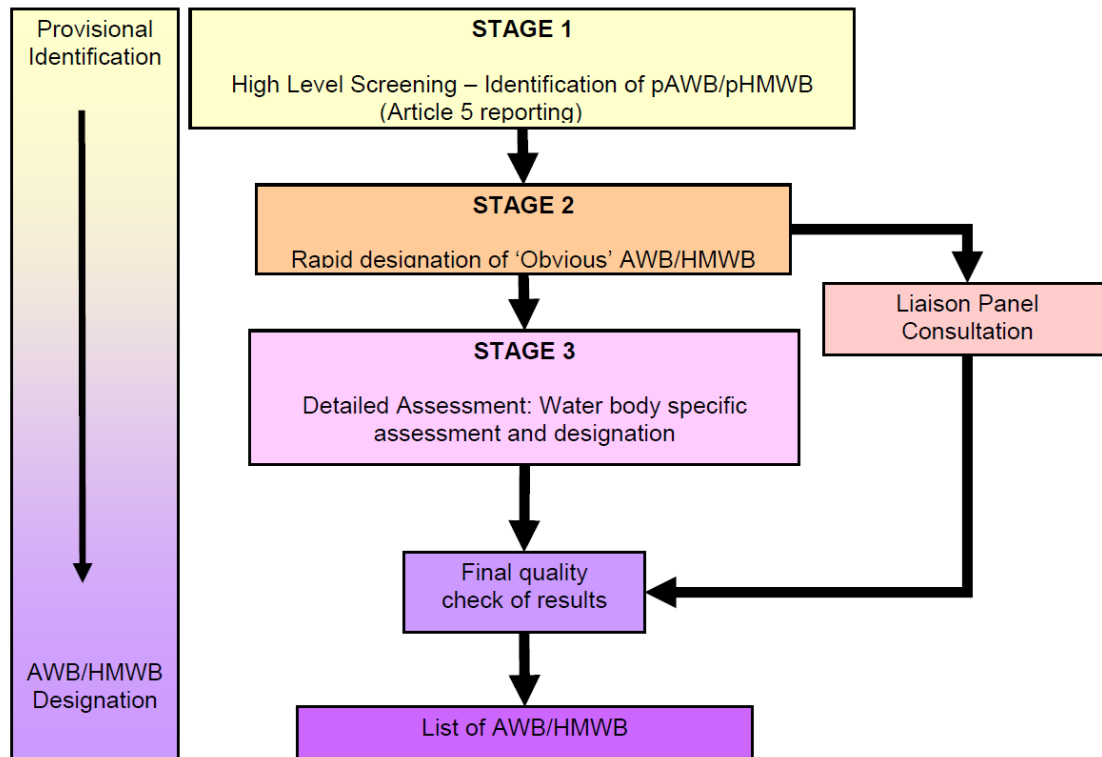 Provisional
Identification
AWB/HMWB
Designation
STAGE 1
High Level Screening – Identification of pAWB/pHMWB
(Article 5 reporting)
STAGE 2
Rapid designation of ‘Obvious’ AWB/HMWB
Liaison Panel
Consultation
STAGE 3
Detailed Assessment: Water body specific
assessment and designation
Final quality
check of results
List of AWB/HMWB